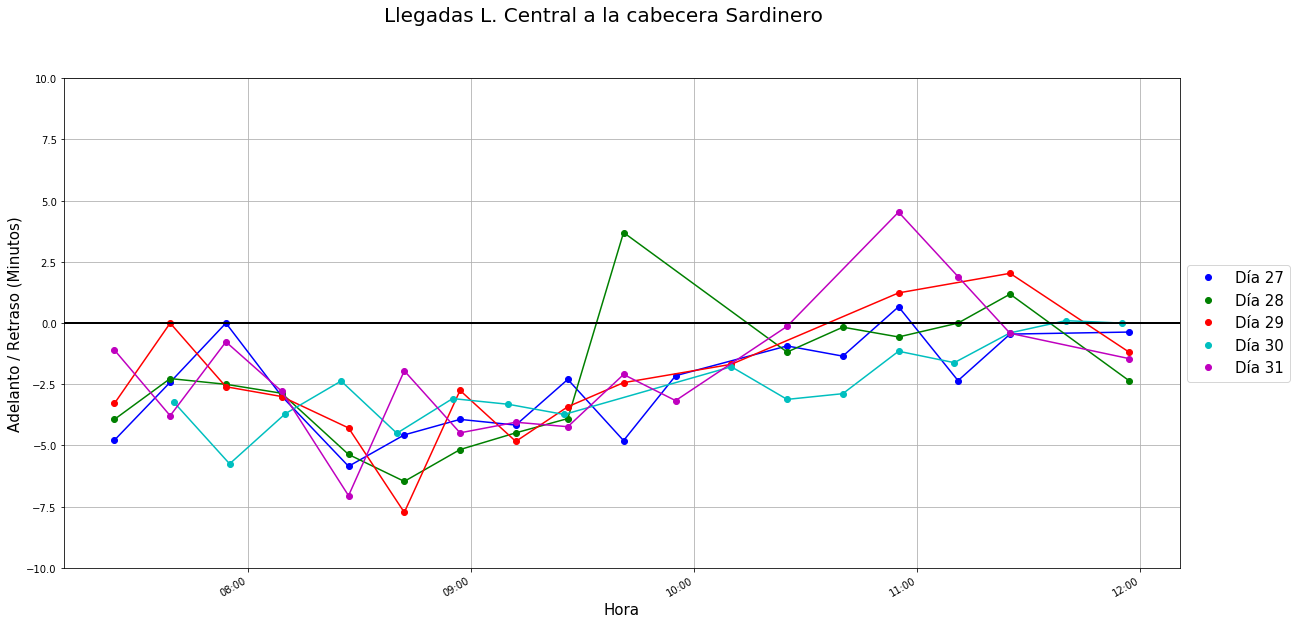 Llegadas L. Central a la cabecera Sardinero
Adelanto / Retraso (Minutos)
10.0
7.5
5.0
2.5
0.0
−2.5
−5.0
−7.5
−10.0
08:00
09:00
10:00
11:00
12:00
Hora
Día 27
Día 28
Día 29
Día 30
Día 31